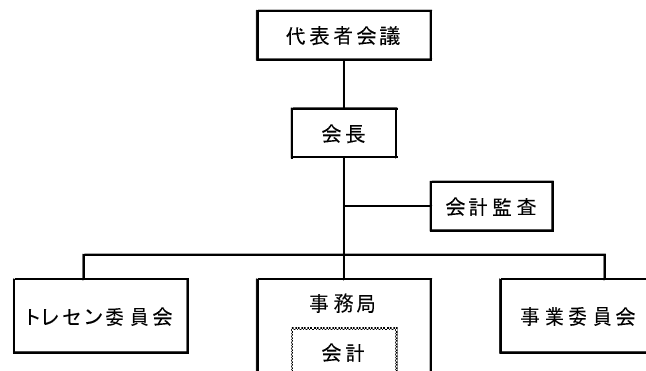 代表者会議
会長
会計監査
トレセン委員会
事務局
事業委員会
会計